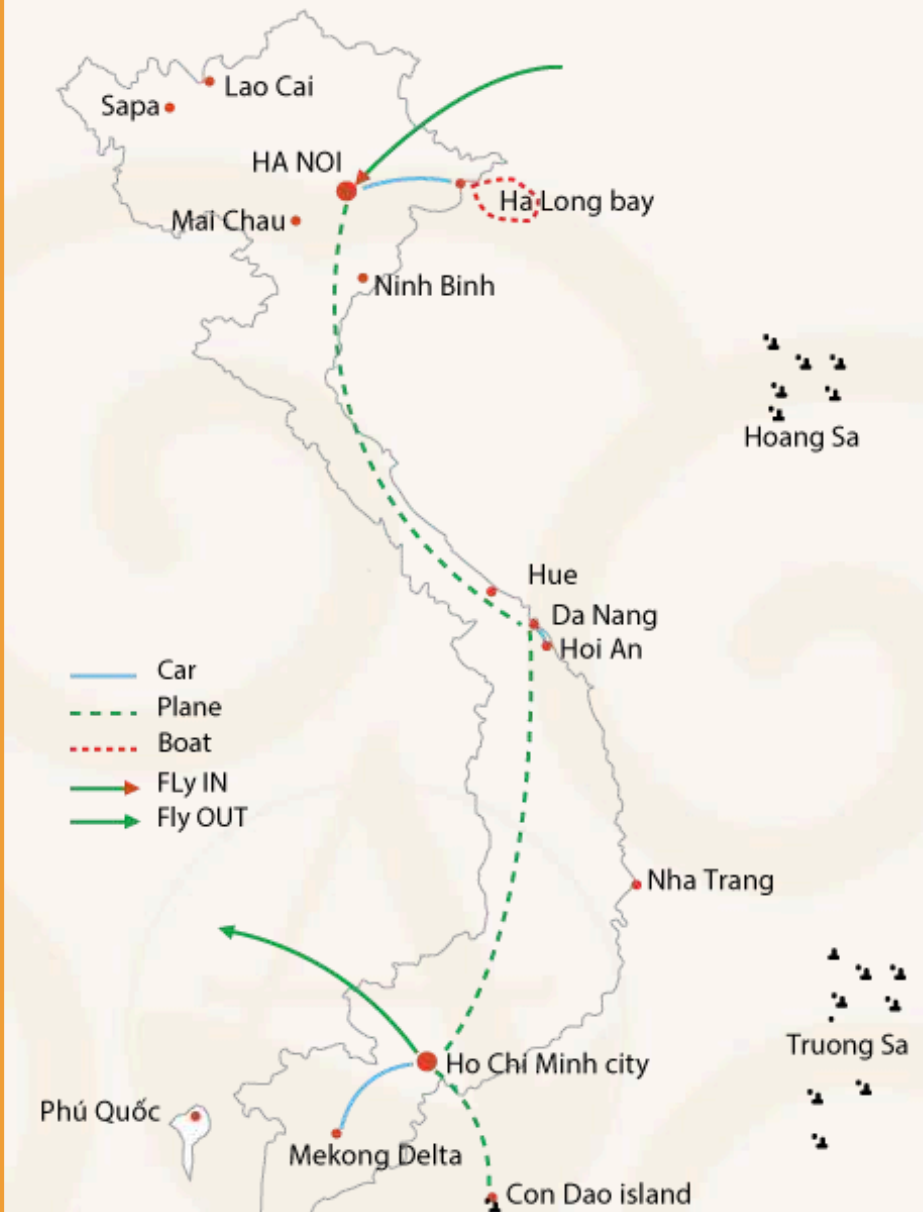 Lao Cai
Sapa
HA NOI
Ha Long bay
Mai Chau
Ninh Binh
Hoang Sa
Hue
Da Nang
Hoi An
Car
Plane
Boat
FLy IN
Fly OUT
Nha Trang
Truong Sa
Ho Chi Minh city
Phú Quốc
Mekong Delta
Con Dao island